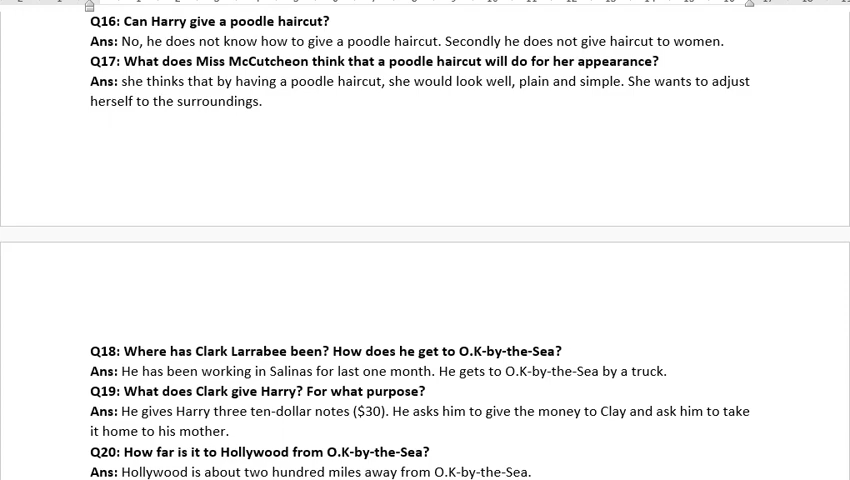 Q16: Can Harry give a poodle haircut?
Ans: No, he does not know how to give a poodle haircut. Secondly he does not give haircut to women.
Q17: What does Miss McCutcheon think that a poodle haircut will do for her appearance?
Ans: she thinks that by having a poodle haircut, she would look well, plain and simple. She wants to adjust
herself to the surroundings.
Q18: Where has Clark Larrabee been? How does he get to O.K-by-the-Sea?
Ans: He has been working in Salinas for last one month. He gets to O.K-by-the-Sea by a truck.
Q19: What does Clark give Harry? For what purpose?
Ans: He gives Harry three ten-dollar notes ($30). He asks him to give the money to Clay and ask him to take
it home to his mother.
Q20: How far is it to Hollywood from O.K-by-the-Sea?
Ans: Hollywood is about two hundred miles away from O.K-by-the-Sea.